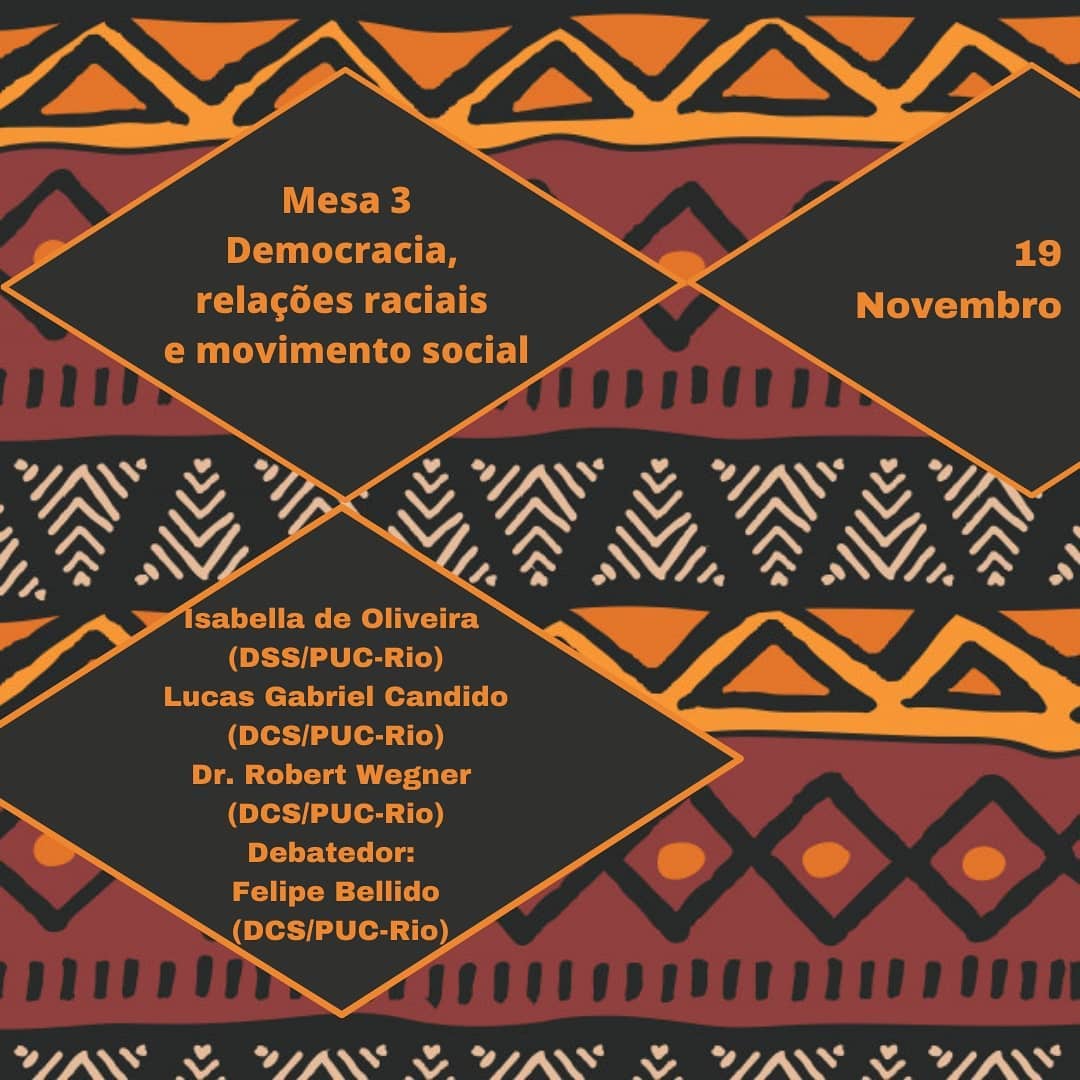 Mesa 3
Democracia,
relações raciais
e movimento social
19
Novembro
Isabella de Oliveira
(DSS/PUC-Rio)
Lucas Gabriel Candido
(DCS/PUC-Rio)
Dr. Robert Wegner
(DCS/PUC-Rio)
Debatedor:
Felipe Bellido
(DCS/PUC-Rio)